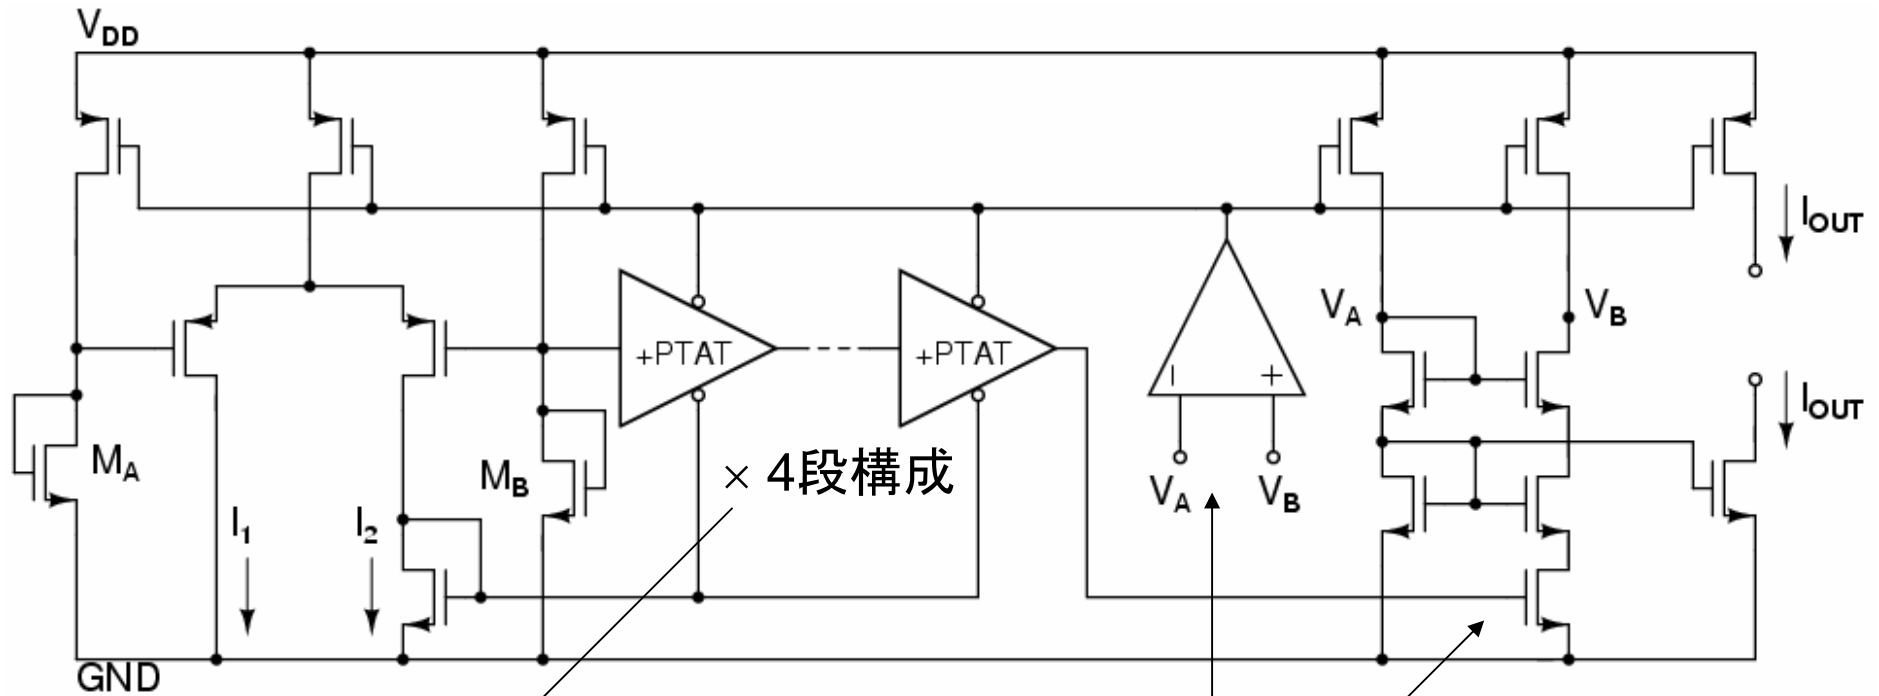 VDD
IOUT
VA
VB
+PTAT
+PTAT
− +
IOUT
MA
MB
× 4段構成
VA
VB
I1
I2
GND